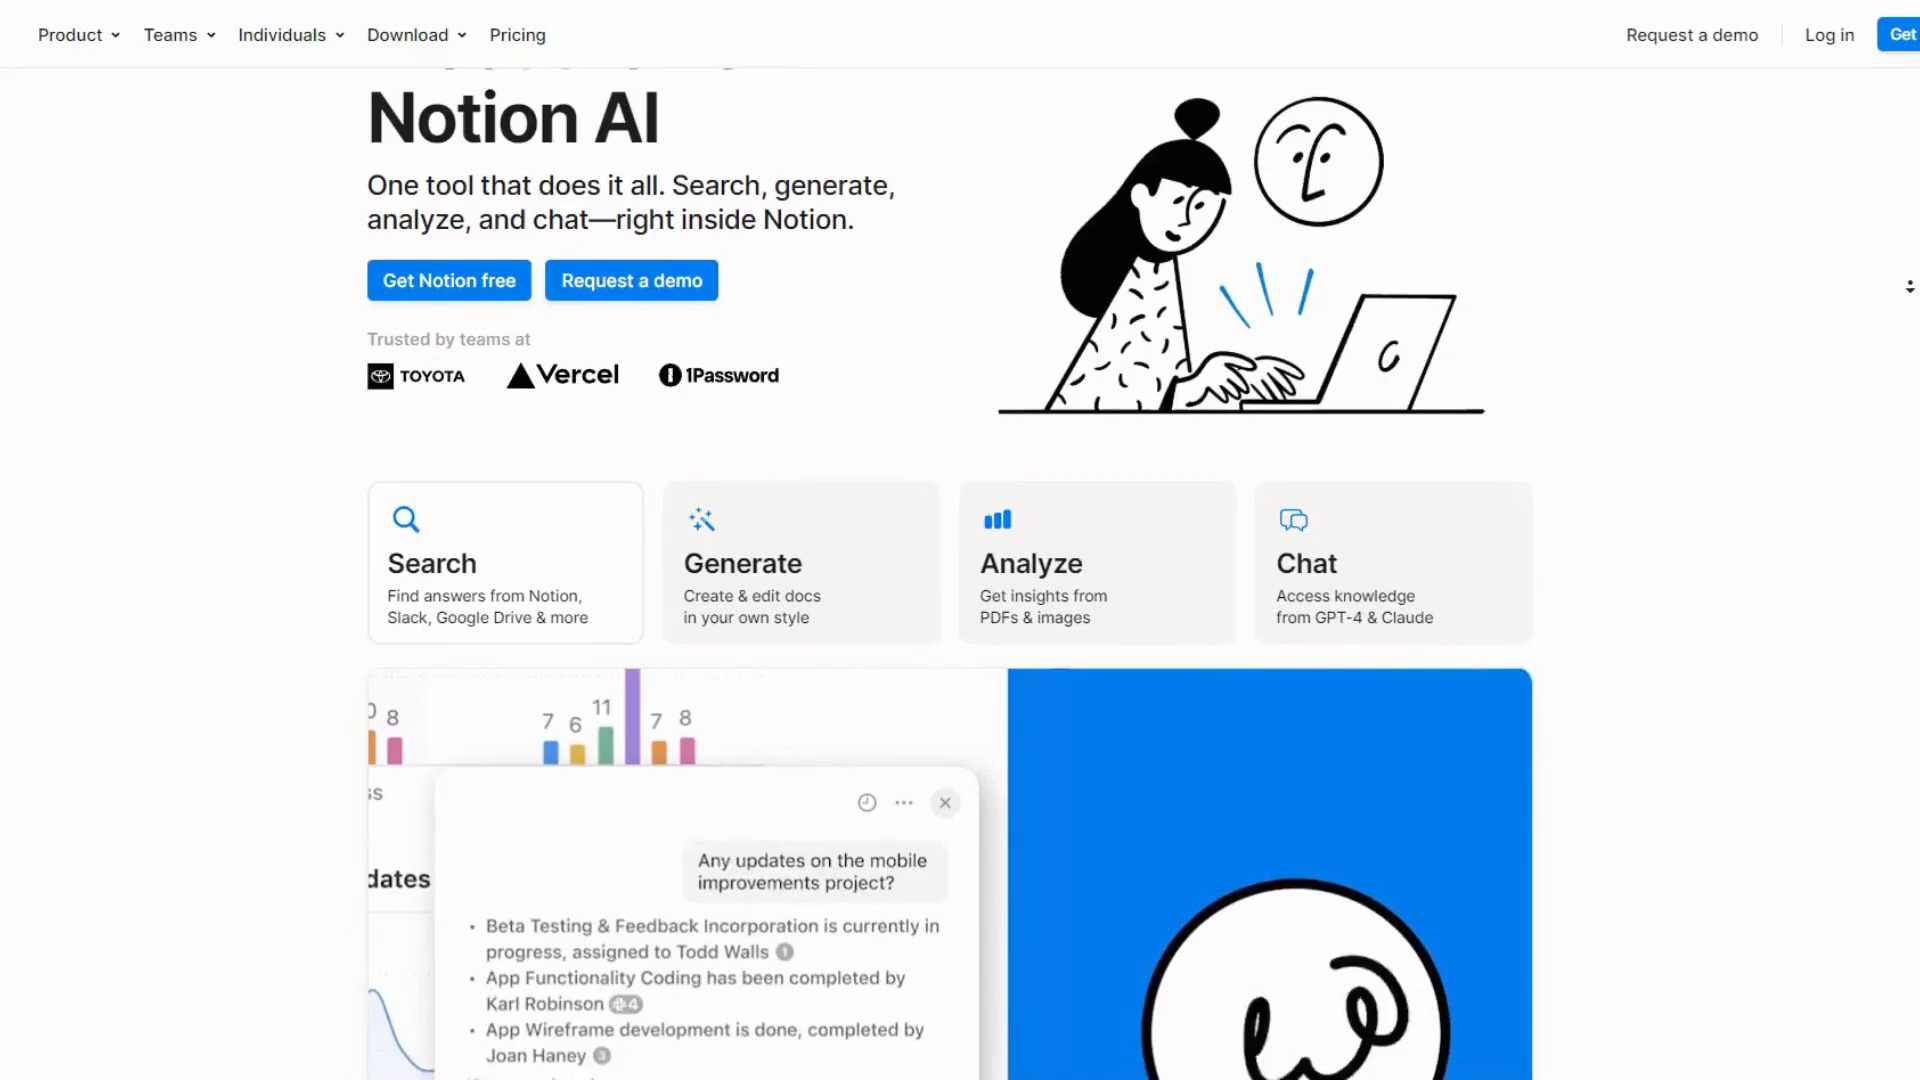 Product Teams Individuals Download Pricing Request a demo Log in Get
Notion AI
One tool that does it all. Search, generate,
analyze, and chat—right inside Notion.
Get Notion free Request a demo
Trusted by teams at
TOYOTA Vercel 1Password
Search
Find answers from Notion,
Slack, Google Drive & more
Generate
Create & edit docs
in your own style
Analyze
Get insights from
PDFs & images
Chat
Access knowledge
from GPT-4 & Claude
8 7 6 11 7 8
dates
Any updates on the mobile
improvements project?
• Beta Testing & Feedback Incorporation is currently in
progress, assigned to Todd Walls 1
• App Functionality Coding has been completed by
Karl Robinson 4
• App Wireframe development is done, completed by
Joan Haney 3